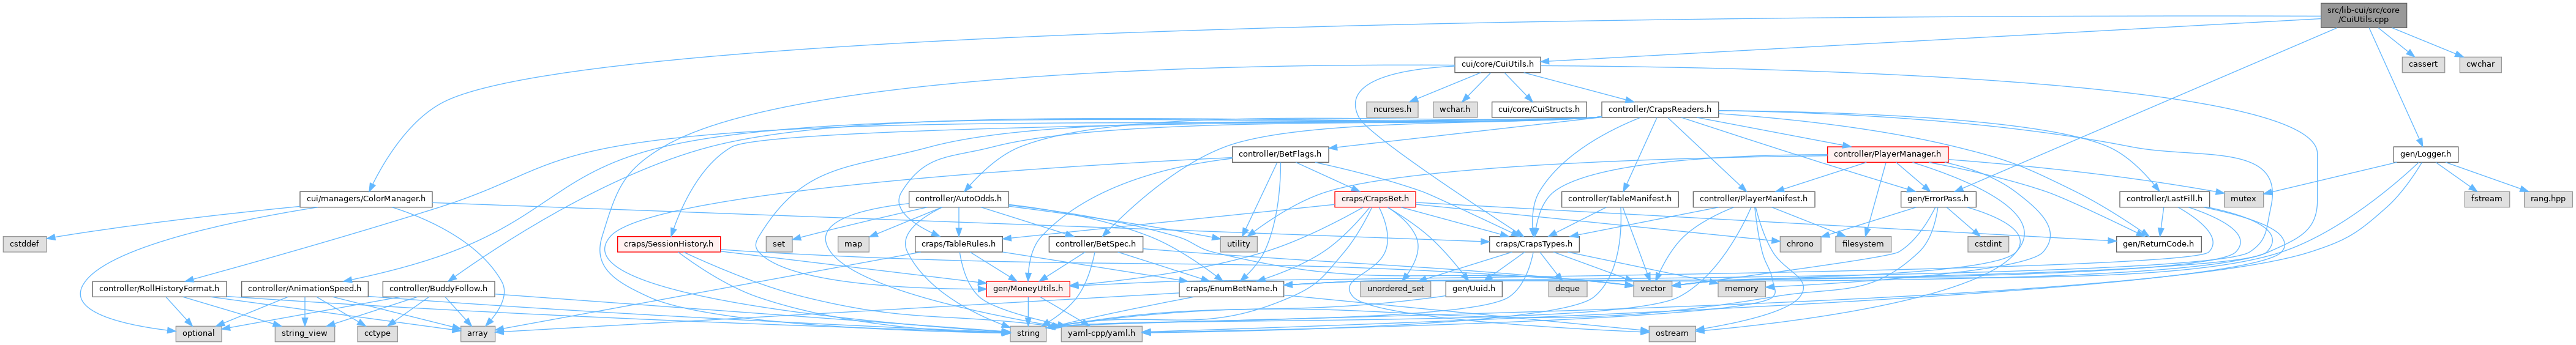 src/lib-cui/src/core
/CuiUtils.cpp
cui/core/CuiUtils.h
cassert
cwchar
ncurses.h
wchar.h
cui/core/CuiStructs.h
controller/CrapsReaders.h
controller/BetFlags.h
controller/PlayerManager.h
gen/Logger.h
cui/managers/ColorManager.h
controller/AutoOdds.h
craps/CrapsBet.h
controller/TableManifest.h
controller/PlayerManifest.h
gen/ErrorPass.h
controller/LastFill.h
mutex
fstream
rang.hpp
cstddef
craps/SessionHistory.h
set
map
craps/TableRules.h
controller/BetSpec.h
utility
craps/CrapsTypes.h
chrono
filesystem
cstdint
gen/ReturnCode.h
controller/RollHistoryFormat.h
controller/AnimationSpeed.h
controller/BuddyFollow.h
gen/MoneyUtils.h
craps/EnumBetName.h
unordered_set
gen/Uuid.h
deque
vector
memory
optional
string_view
cctype
array
string
yaml-cpp/yaml.h
ostream